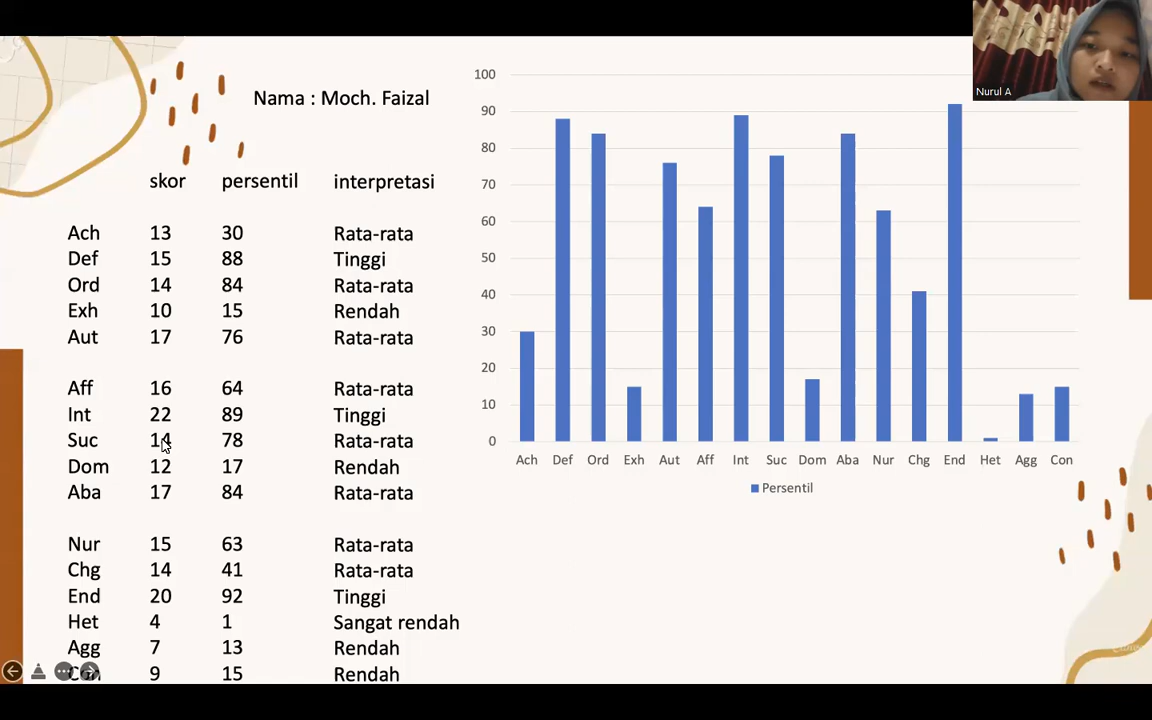 Nama : Moch. Faizal
skor persentil interpretasi
Ach 13 30 Rata-rata
Def 15 88 Tinggi
Ord 14 84 Rata-rata
Exh 10 15 Rendah
Aut 17 76 Rata-rata
Aff 16 64 Rata-rata
Int 22 89 Tinggi
Suc 14 78 Rata-rata
Dom 12 17 Rendah
Aba 17 84 Rata-rata
Nur 15 63 Rata-rata
Chg 14 41 Rata-rata
End 20 92 Tinggi
Het 4 1 Sangat rendah
Agg 7 13 Rendah
Con 9 15 Rendah
100
90
80
70
60
50
40
30
20
10
0
Ach Def Ord Exh Aut Aff Int Suc Dom Aba Nur Chg End Het Agg Con
Persentil
Nurul A